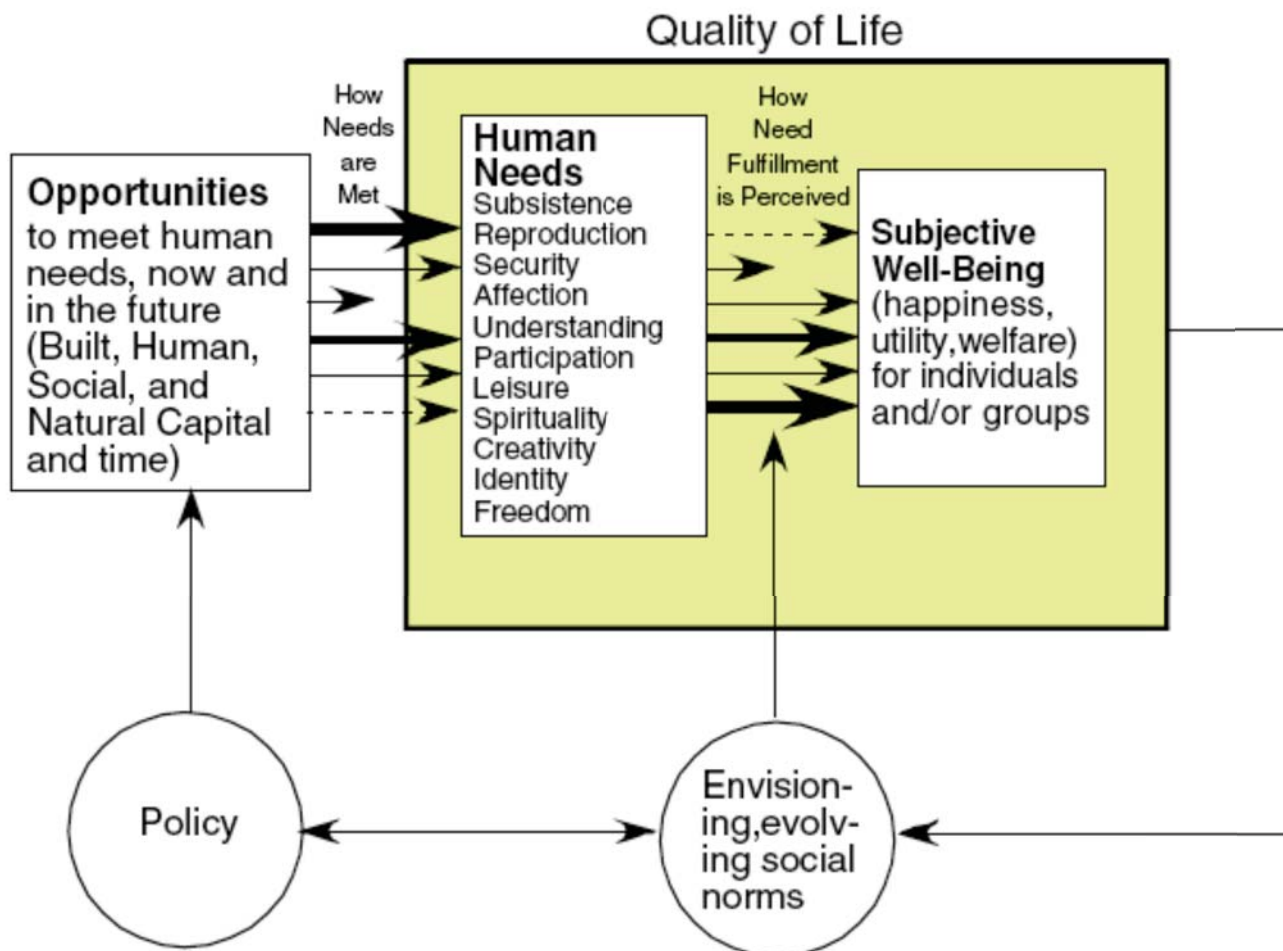 Quality of Life
How
Needs
are
Met
Opportunities
to meet human
needs, now and
in the future
(Built, Human,
Social, and
Natural Capital
and time)
Human
Needs
Subsistence
Reproduction
Security
Affection
Understanding
Participation
Leisure
Spirituality
Creativity
Identity
Freedom
How
Need
Fulfillment
is Perceived
Subjective
Well-Being
(happiness,
utility,welfare)
for individuals
and/or groups
Policy
Envision-
ing,evolv-
ing social
norms